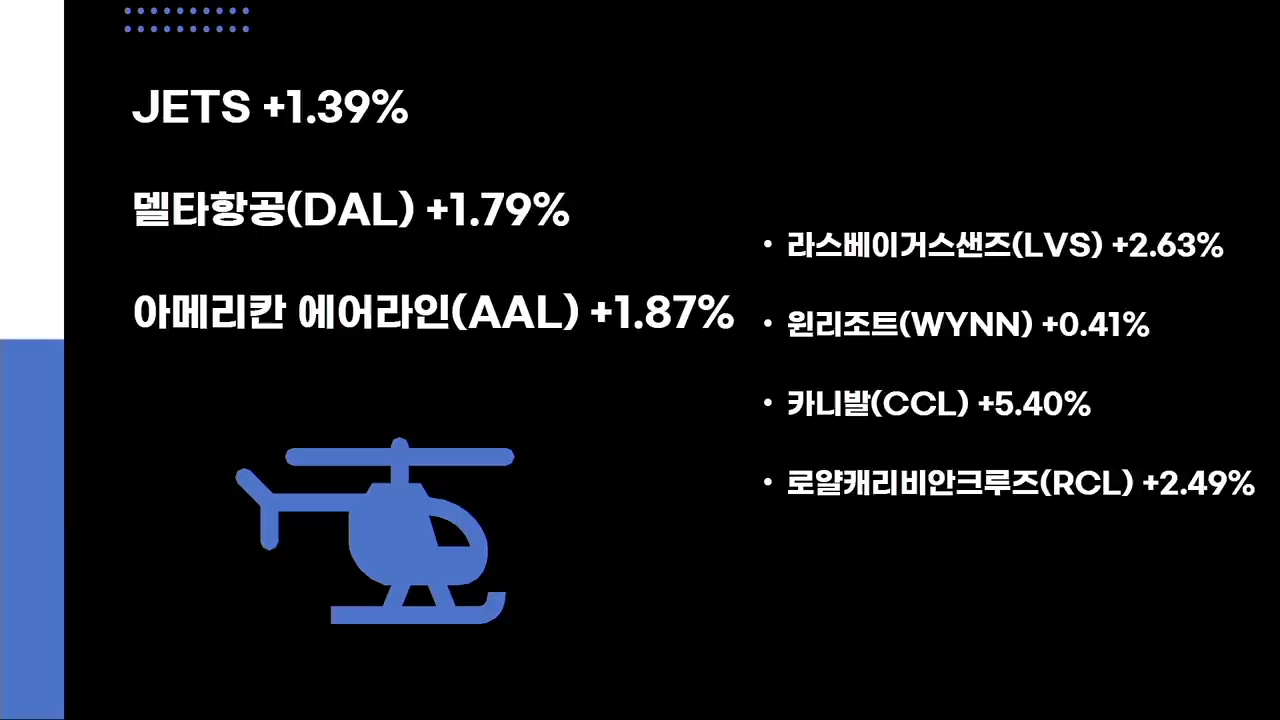 JETS +1.39%
델타항공(DAL) +1.79%
아메리칸 에어라인(AAL) +1.87%
• 라스베이거스샌즈(LVS) +2.63%
• 윈리조트(WYNN) +0.41%
• 카니발(CCL) +5.40%
• 로얄캐리비안크루즈(RCL) +2.49%